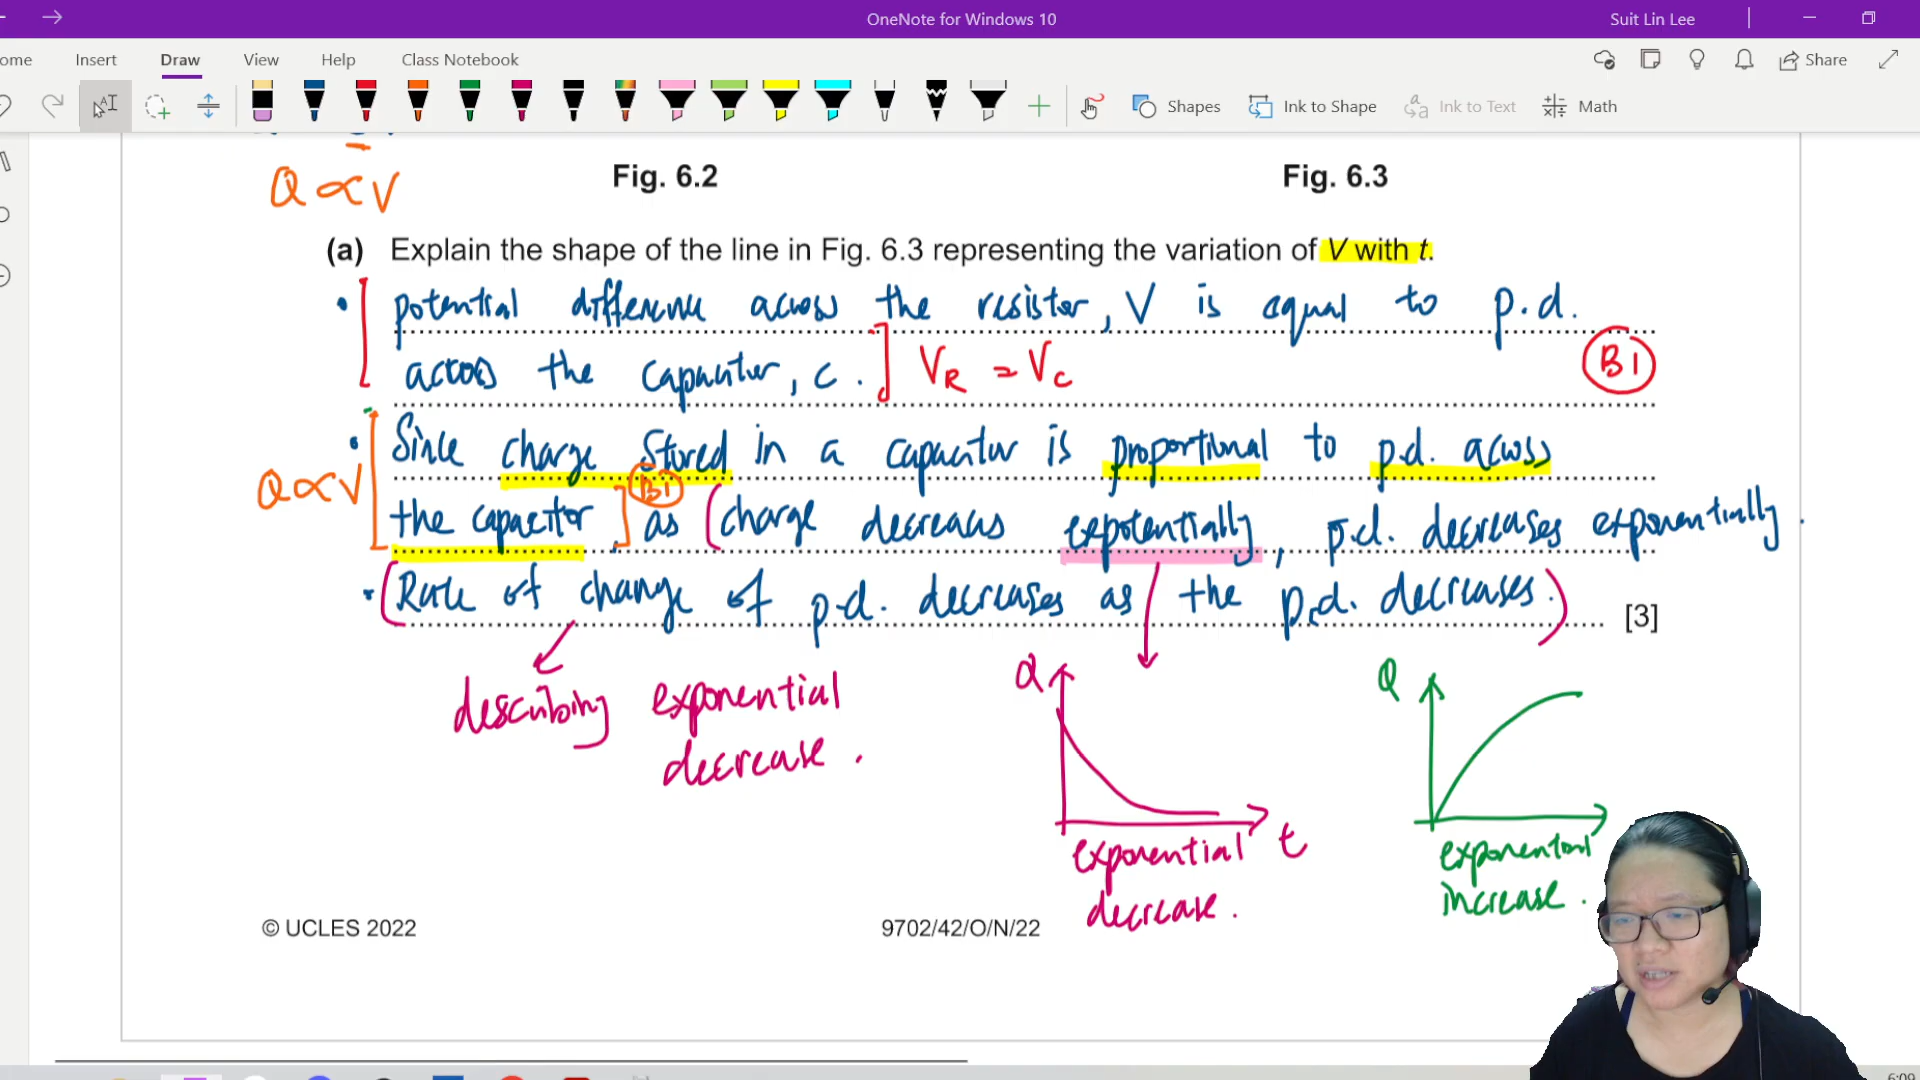 OneNote for Windows 10
Suit Lin Lee
Insert Draw View Help Class Notebook
Share
Shapes Ink to Shape Ink to Text Math
Q ∝ V
Fig. 6.2 Fig. 6.3
(a) Explain the shape of the line in Fig. 6.3 representing the variation of V with t.
• potential difference across the resistor, V is equal to p.d.
across the capacitor, C. V_R = V_C B1
• Since charge stored in a capacitor is proportional to p.d. across
Q ∝ V the capacitor, B1 as (charge decreases expotentially, p.d. decreases exponentially.
• (Rate of change of p.d. decreases as the p.d. decreases.) [3]
describing exponential
decrease.
Q
t
exponential
decrease.
Q
exponential
increase.
© UCLES 2022 9702/42/O/N/22